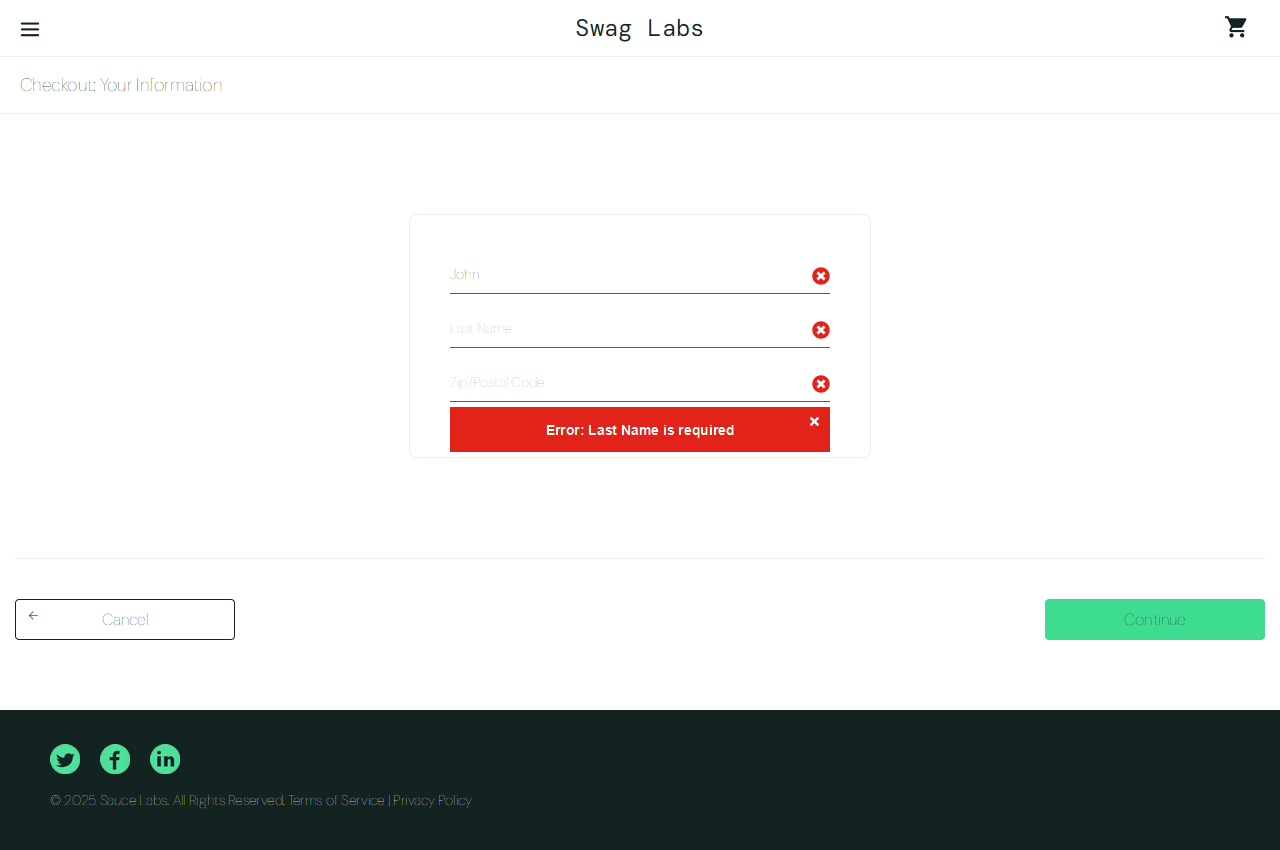 Swag Labs
Checkout: Your Information
John
Last Name
Zip/Postal Code
Error: Last Name is required
Cancel
Continue
© 2025 Sauce Labs. All Rights Reserved. Terms of Service | Privacy Policy